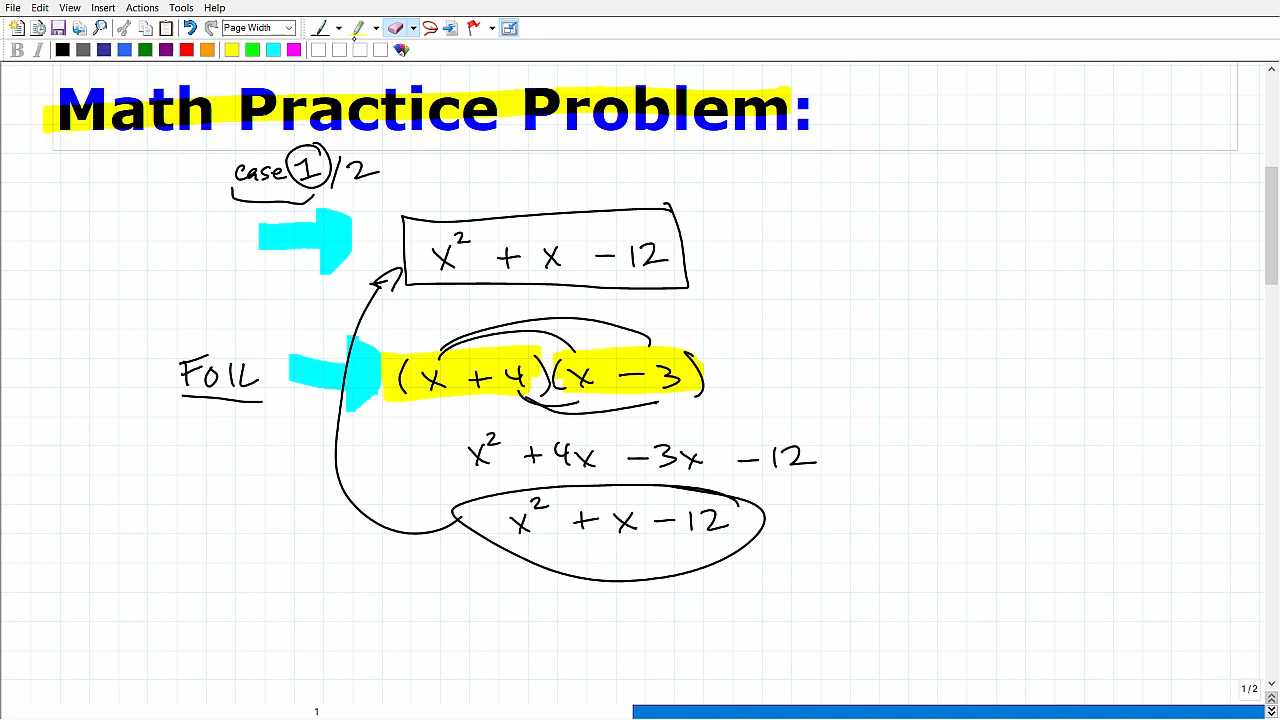 File Edit View Insert Actions Tools Help
Page Width
B I
Math Practice Problem:
case 1/2
x² + x - 12
FOIL (x + 4)(x - 3)
x² + 4x - 3x - 12
x² + x - 12
1/2
1